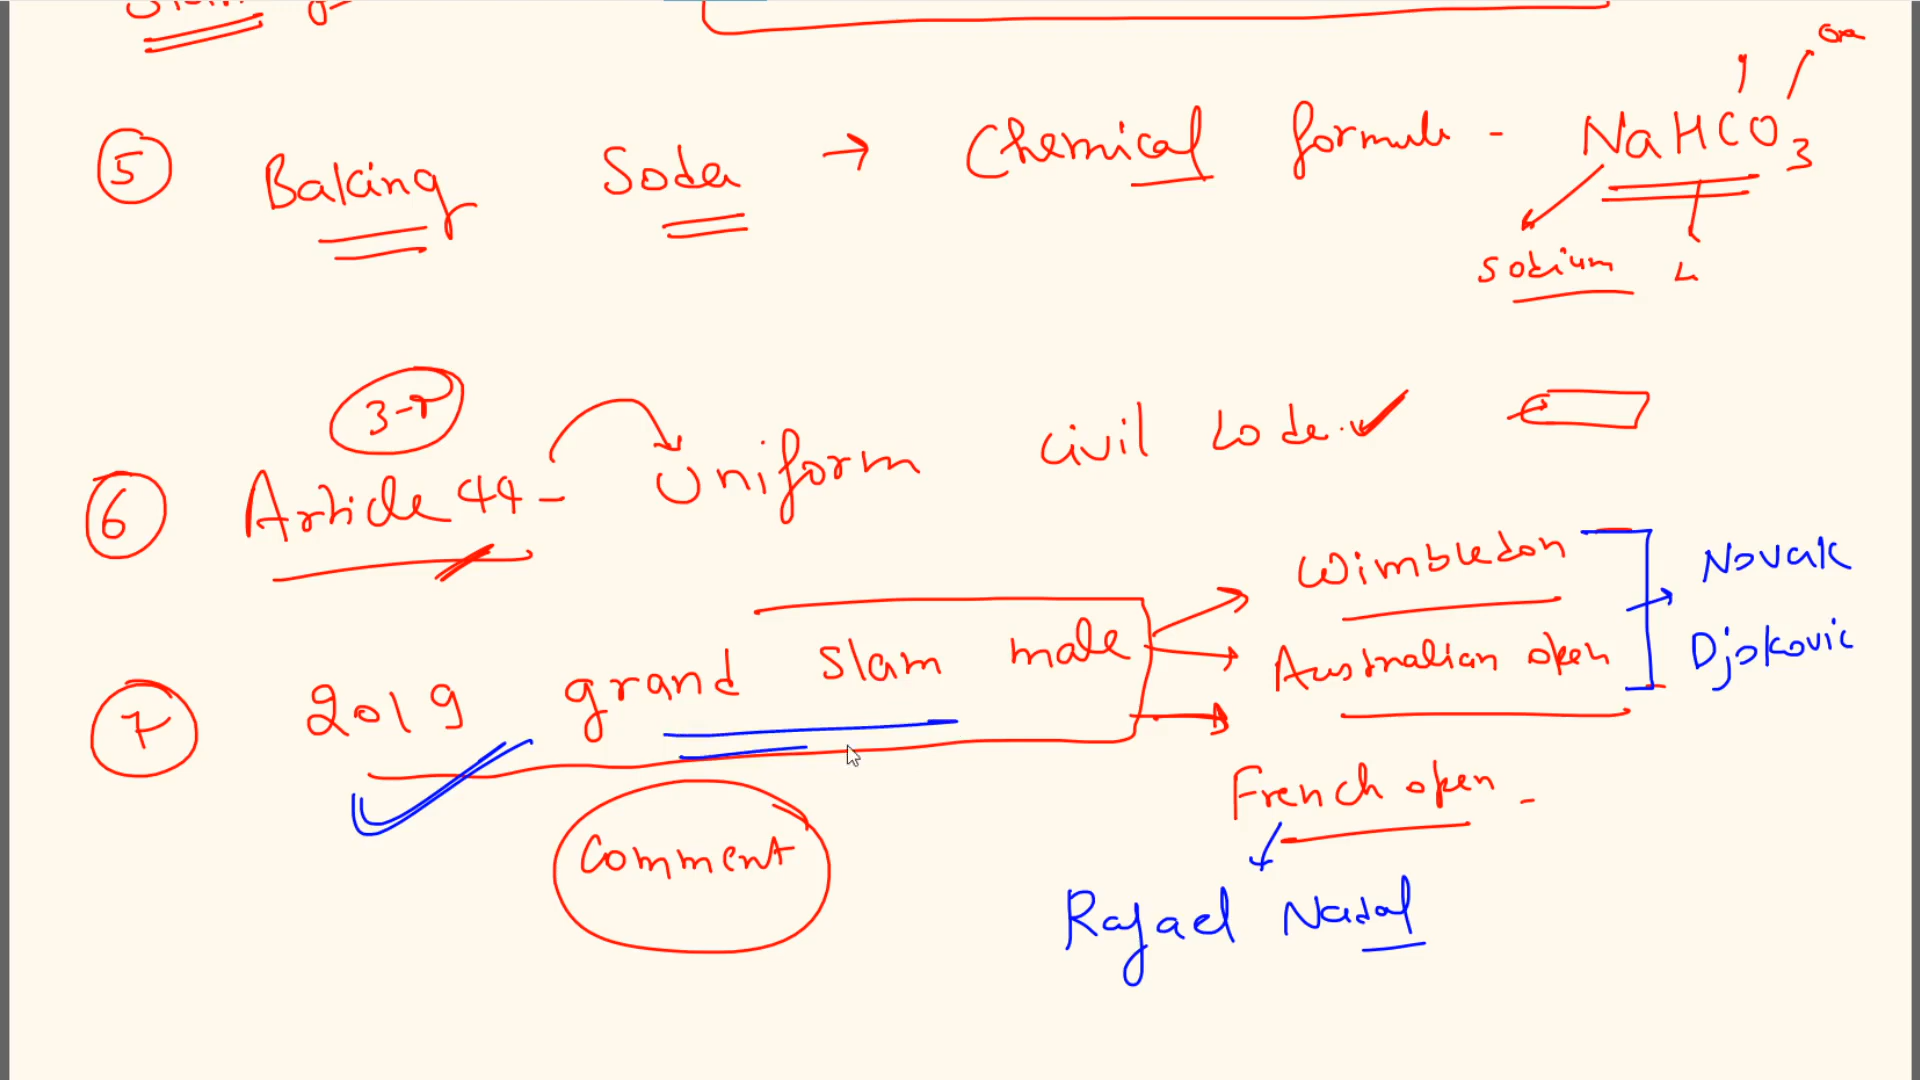 ⑤ Baking Soda → Chemical formula - NaHCO3
Sodium
3-T
⑥ Article 44 - Uniform civil code.
⑦ 2019 grand slam male
Wimbledon
Australian open
Novak
Djokovic
French open -
Rafael Nadal
Comment